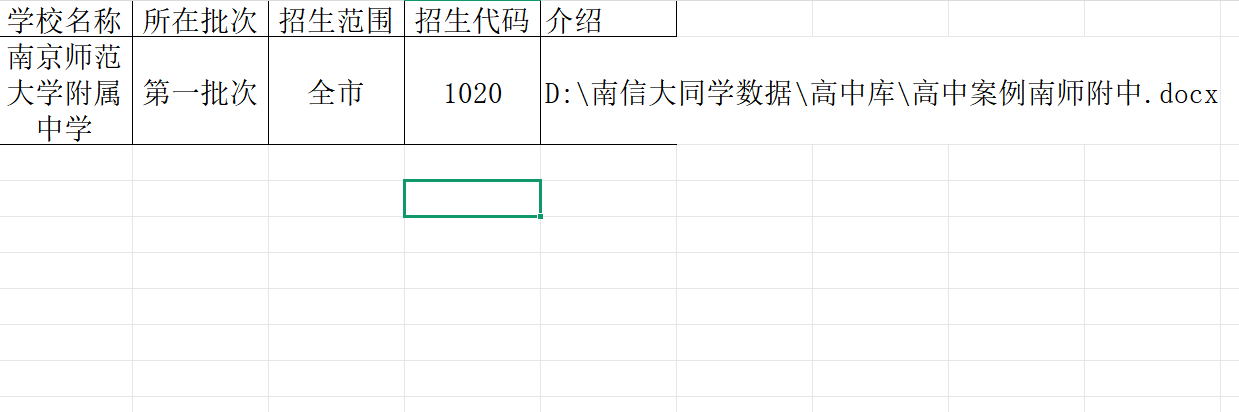 学校名称 所在批次 招生范围 招生代码 介绍
南京师范
大学附属
中学 第一批次 全市 1020 D:\南信大同学数据\高中库\高中案例南师附中.docx